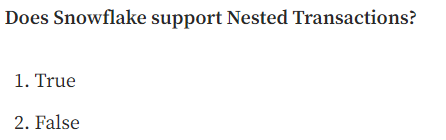 Does Snowflake support Nested Transactions?
1. True
2. False